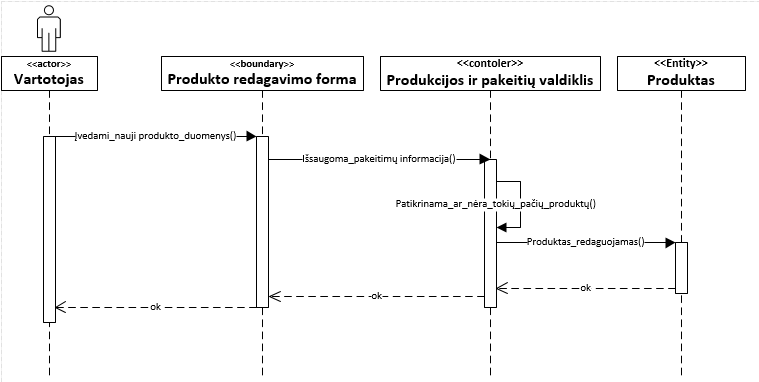 <<actor>>
Vartotojas
<<boundary>>
Produkto redagavimo forma
<<contoler>>
Produkcijos ir pakeitių valdiklis
<<Entity>>
Produktas
Įvedami_nauji produkto_duomenys()
Išsaugoma_pakeitimų informacija()
Patikrinama_ar_nėra_tokių_pačių_produktų()
Produktas_redaguojamas()
ok
ok
ok